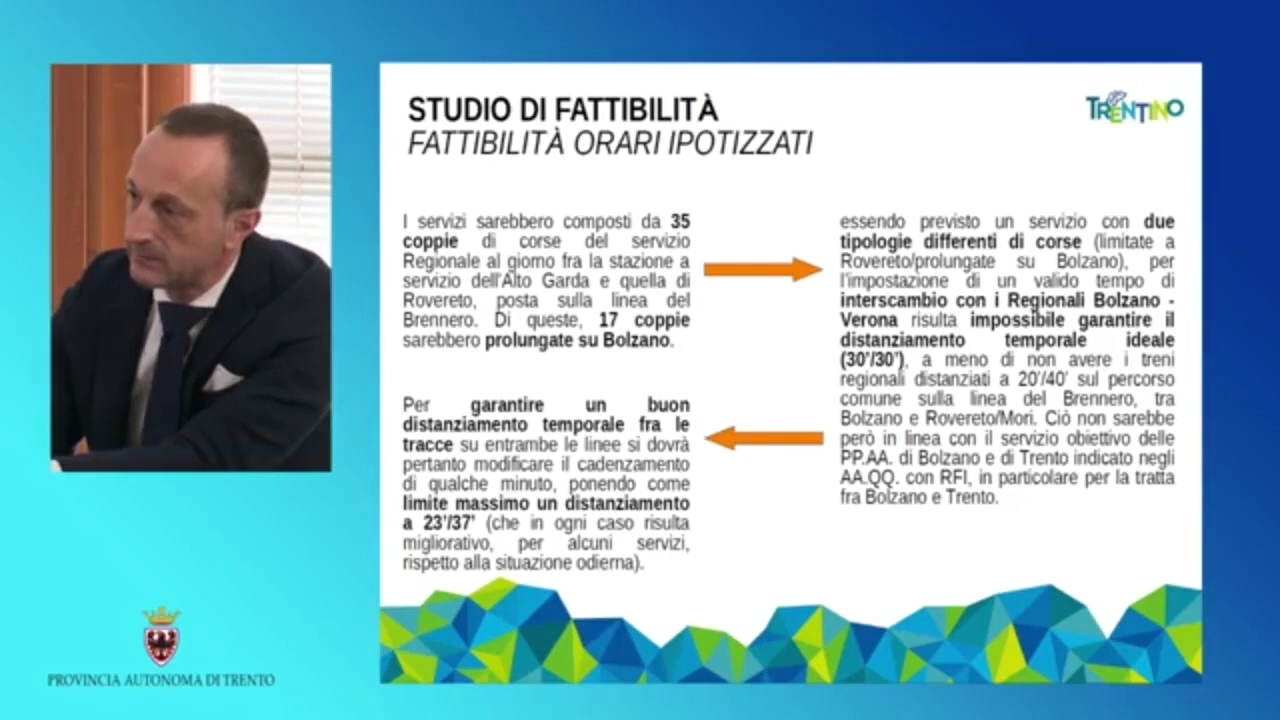 STUDIO DI FATTIBILITÀ
FATTIBILITÀ ORARI IPOTIZZATI
TRENTINO
I servizi sarebbero composti da 35
coppie di corse del servizio
Regionale al giorno fra la stazione a
servizio dell'Alto Garda e quella di
Rovereto, posta sulla linea del
Brennero. Di queste, 17 coppie
sarebbero prolungate su Bolzano.
essendo previsto un servizio con due
tipologie differenti di corse (limitate a
Rovereto/prolungate su Bolzano), per
l'impostazione di un valido tempo di
interscambio con i Regionali Bolzano -
Verona risulta impossibile garantire il
distanziamento temporale ideale
(30'/30'), a meno di non avere i treni
regionali distanziati a 20'/40' sul percorso
comune sulla linea del Brennero, tra
Bolzano e Rovereto/Mori. Ciò non sarebbe
però in linea con il servizio obiettivo delle
PP.AA. di Bolzano e di Trento indicato negli
AA.QQ. con RFI, in particolare per la tratta
fra Bolzano e Trento.
Per garantire un buon
distanziamento temporale fra le
tracce su entrambe le linee si dovrà
pertanto modificare il cadenzamento
di qualche minuto, ponendo come
limite massimo un distanziamento
a 23'/37' (che in ogni caso risulta
migliorativo, per alcuni servizi,
rispetto alla situazione odierna).
PROVINCIA AUTONOMA DI TRENTO